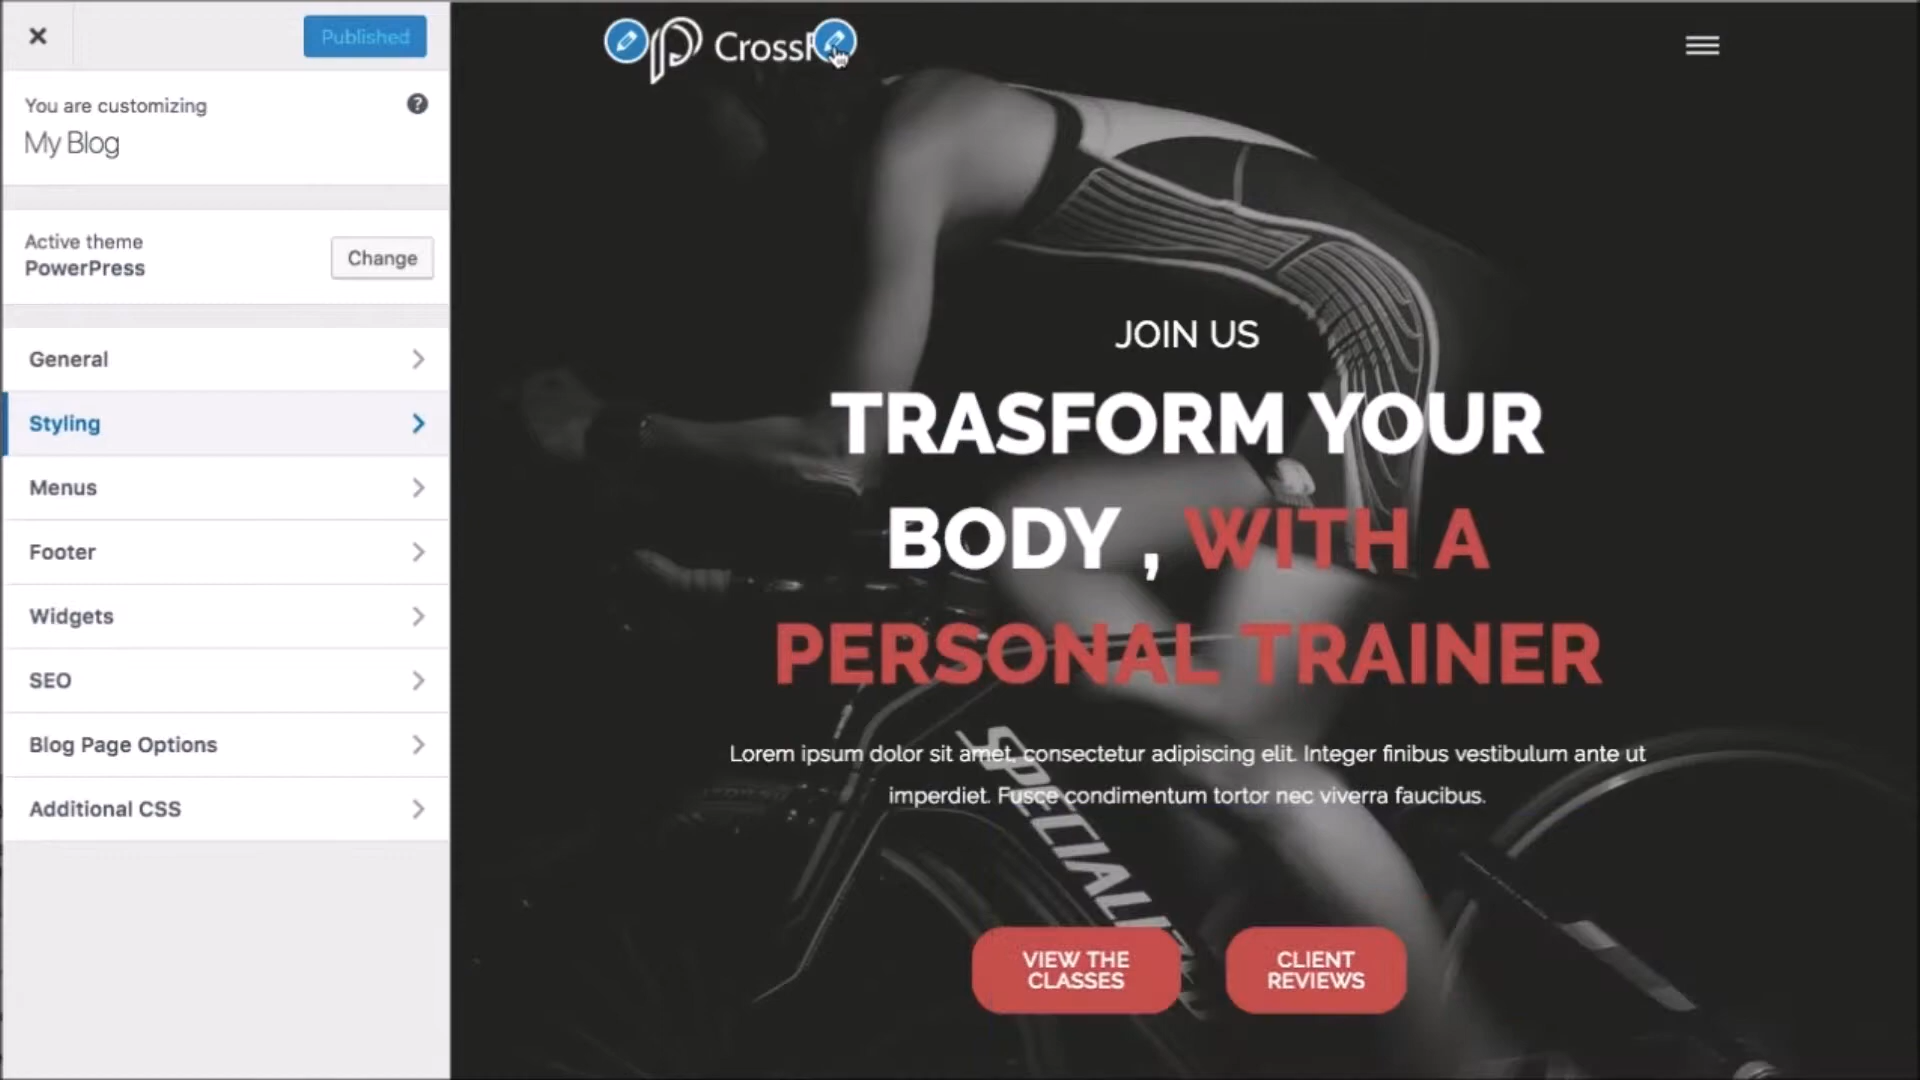 Published
You are customizing
My Blog
Active theme
PowerPress
Change
General
Styling
Menus
Footer
Widgets
SEO
Blog Page Options
Additional CSS
JOIN US
TRASFORM YOUR
BODY , WITH A
PERSONAL TRAINER
Lorem ipsum dolor sit amet, consectetur adipiscing elit. Integer finibus vestibulum ante ut
imperdiet. Fusce condimentum tortor nec viverra faucibus.
VIEW THE
CLASSES
CLIENT
REVIEWS